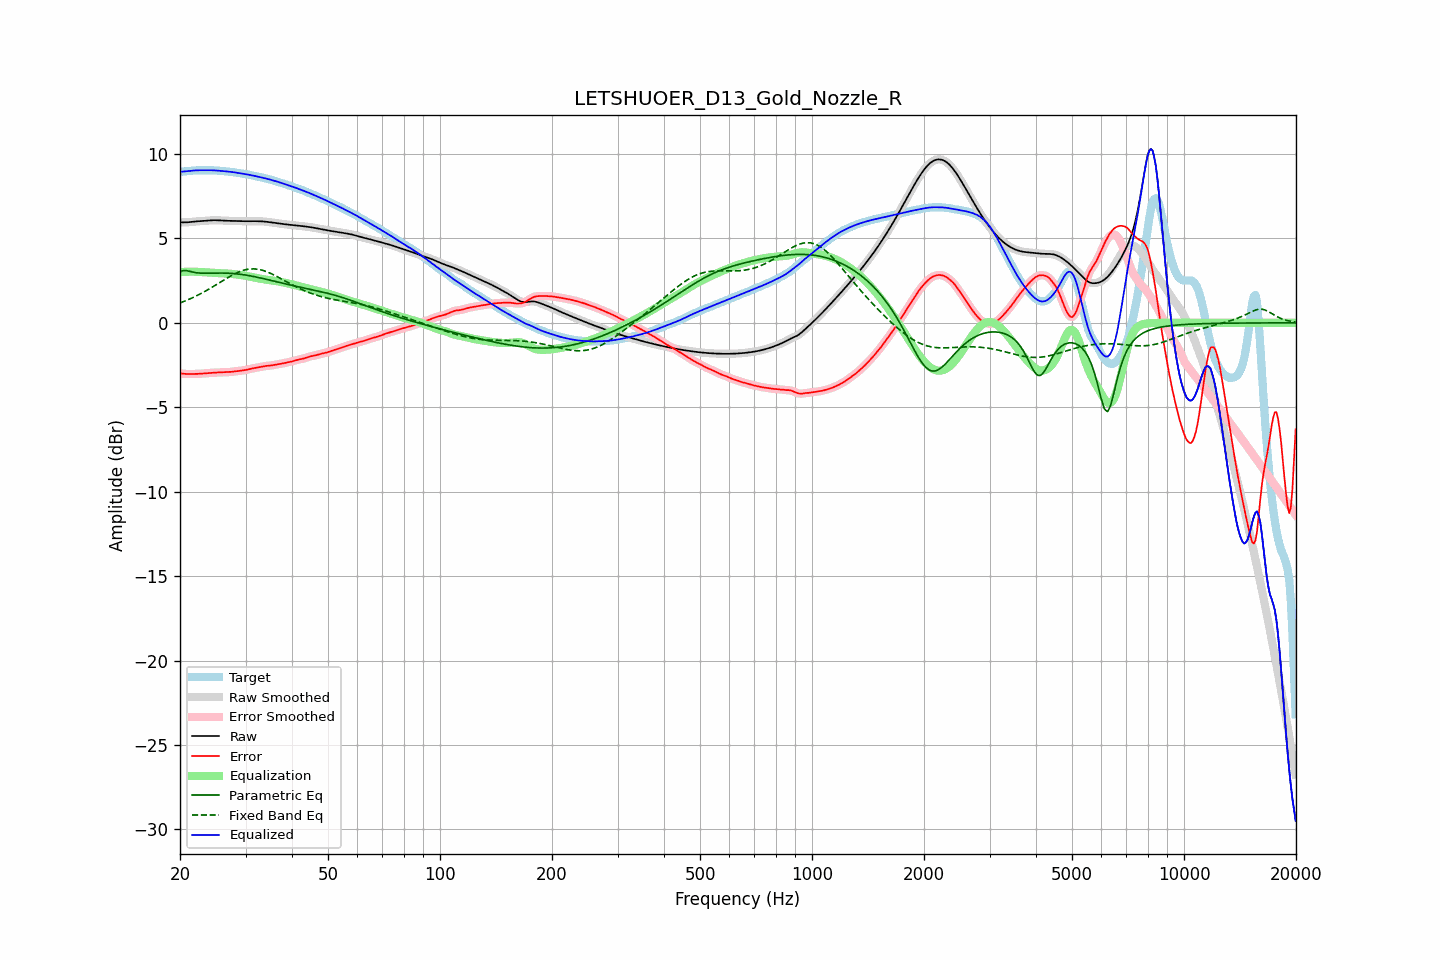 LETSHUOER_D13_Gold_Nozzle_R
10
5
0
−5
−10
−15
−20
−25
−30
Amplitude (dBr)
Target
Raw Smoothed
Error Smoothed
Raw
Error
Equalization
Parametric Eq
Fixed Band Eq
Equalized
20
50
100
200
500
1000
2000
5000
10000
20000
Frequency (Hz)